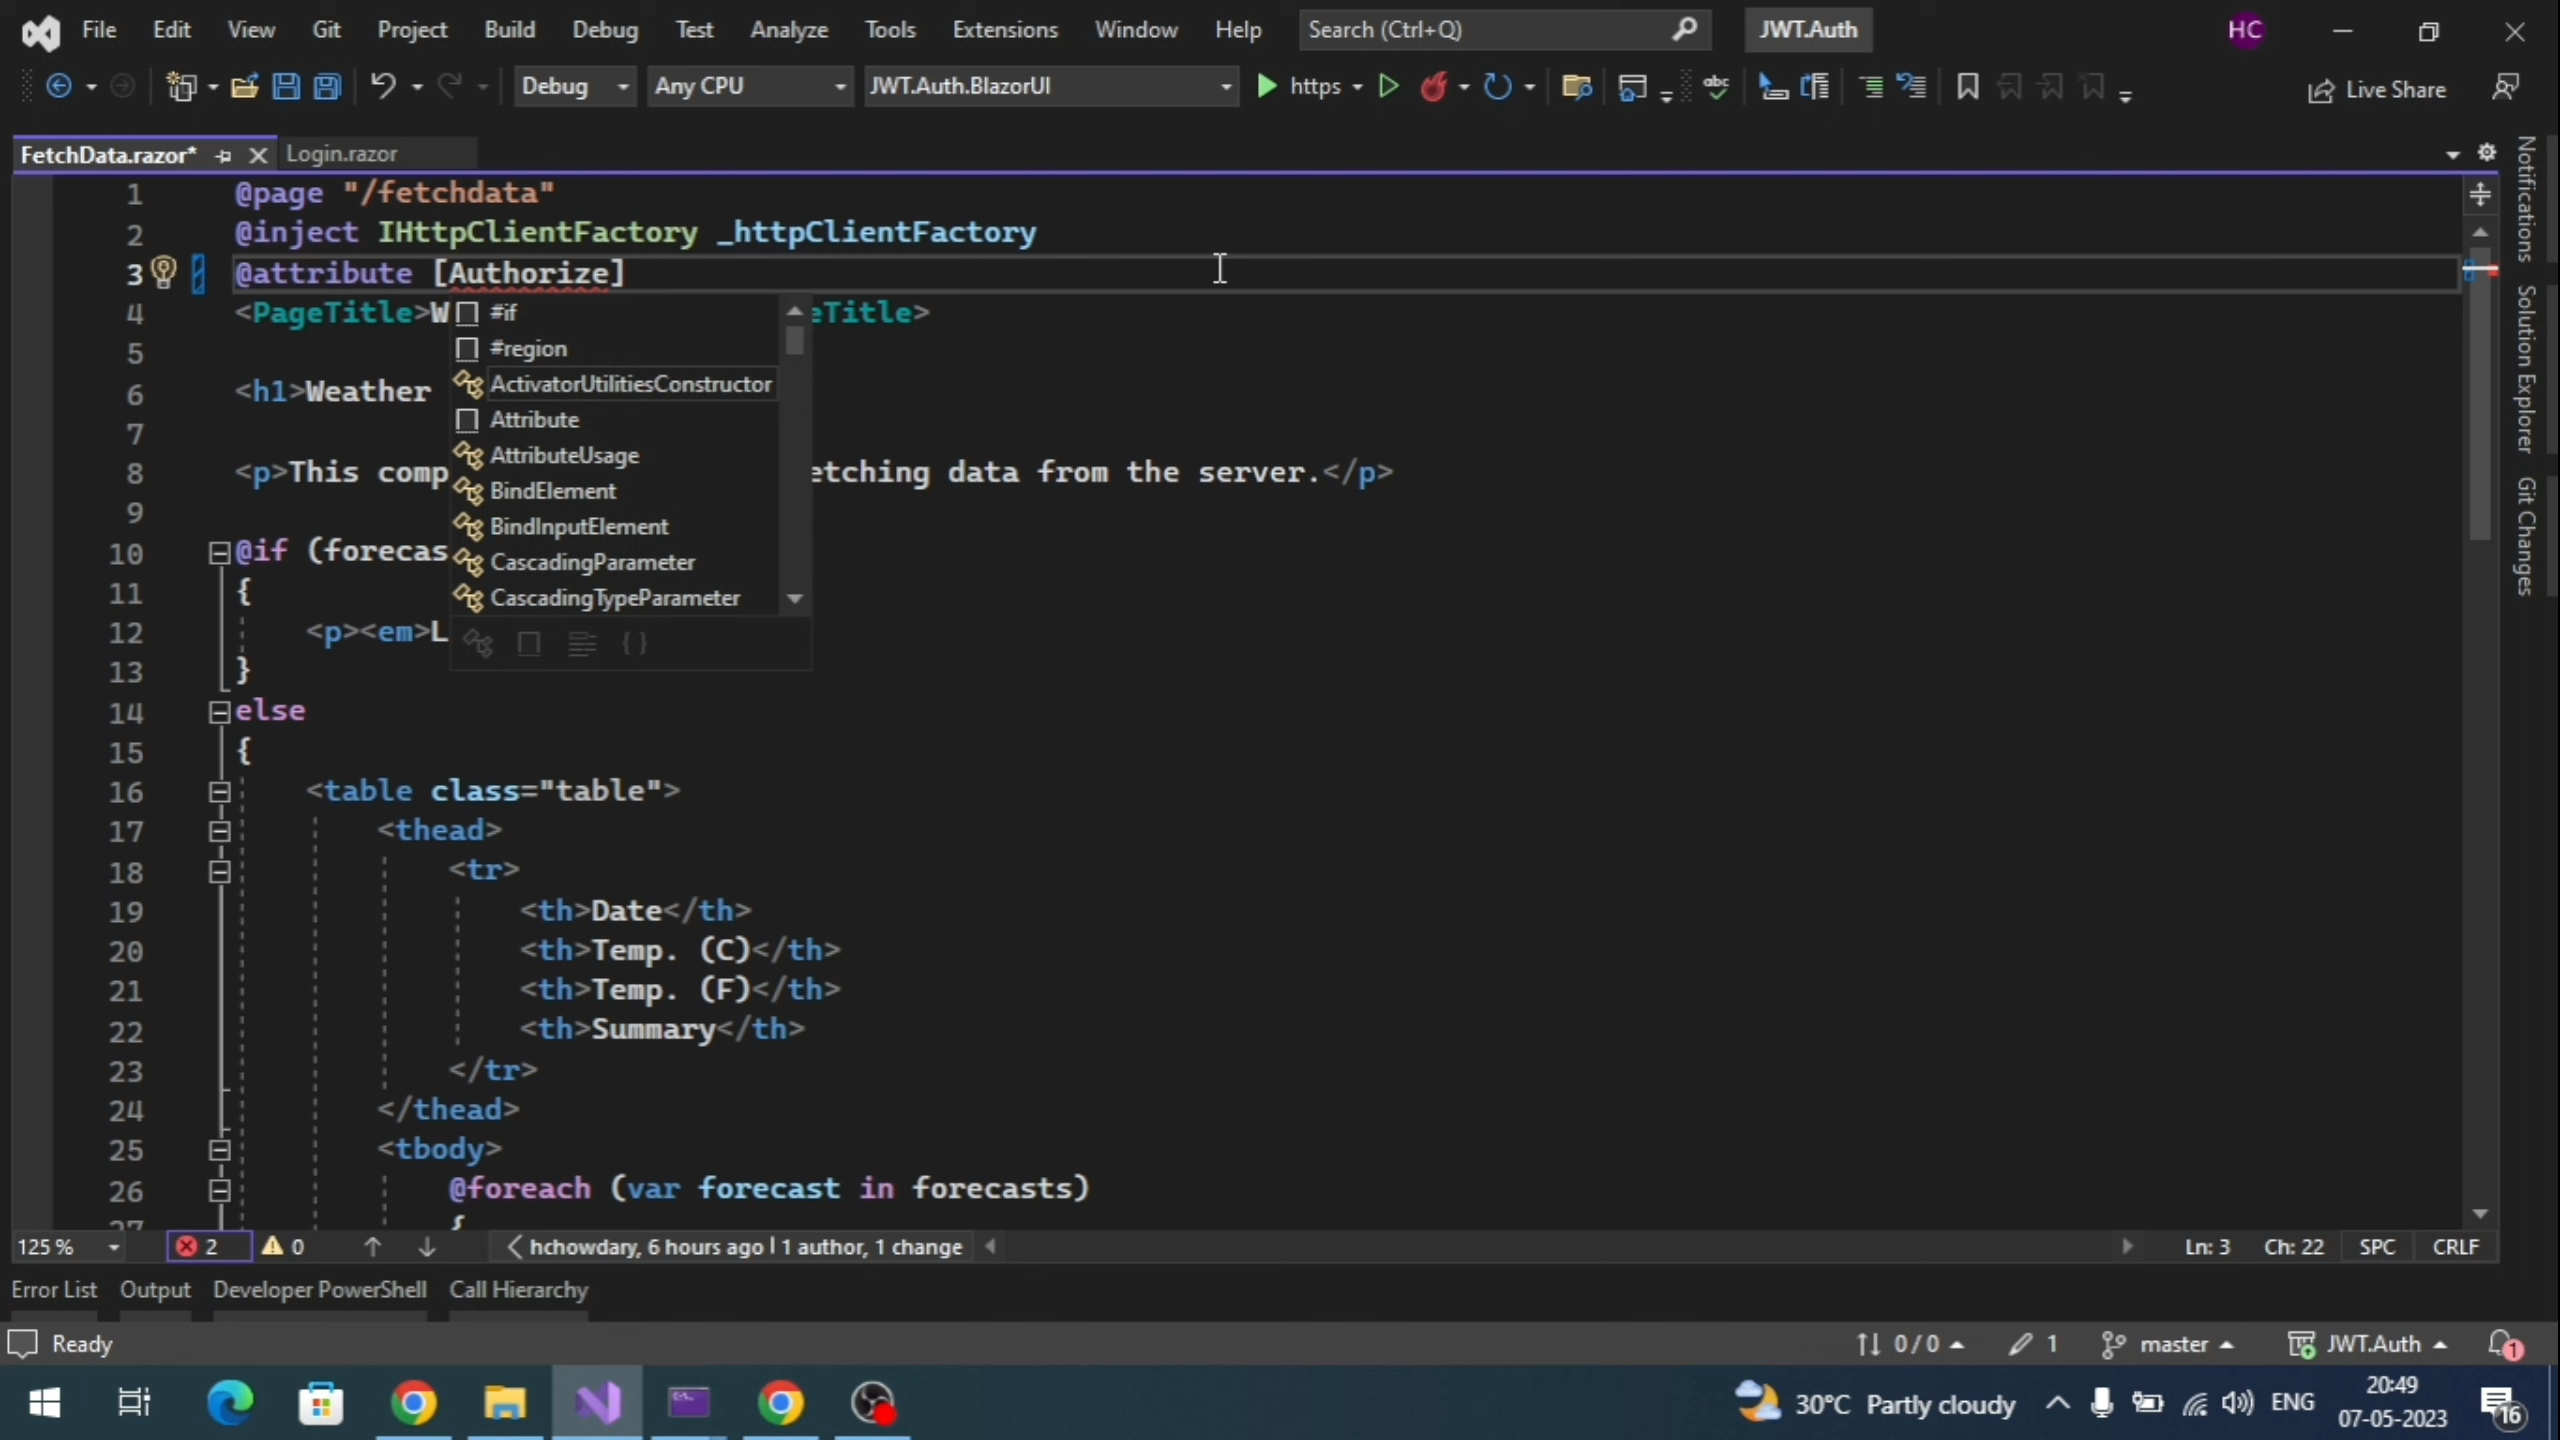 File Edit View Git Project Build Debug Test Analyze Tools Extensions Window Help Search (Ctrl+Q) JWT.Auth HC
Debug Any CPU JWT.Auth.BlazorUI https Live Share
FetchData.razor* Login.razor
1 @page "/fetchdata"
2 @inject IHttpClientFactory _httpClientFactory
3 @attribute [Authorize]
4 <PageTitle>W eTitle>
#if
5
#region
6 <h1>Weather
ActivatorUtilitiesConstructor
7
Attribute
AttributeUsage
8 <p>This comp etching data from the server.</p>
BindElement
9
BindInputElement
10 @if (forecas
CascadingParameter
11 {
CascadingTypeParameter
12 <p><em>L
{ }
13 }
14 else
15 {
16 <table class="table">
17 <thead>
18 <tr>
19 <th>Date</th>
20 <th>Temp. (C)</th>
21 <th>Temp. (F)</th>
22 <th>Summary</th>
23 </tr>
24 </thead>
25 <tbody>
26 @foreach (var forecast in forecasts)
27 {
125 % 2 0 hchowdary, 6 hours ago | 1 author, 1 change Ln: 3 Ch: 22 SPC CRLF
Error List Output Developer PowerShell Call Hierarchy
Ready 0 / 0 1 master JWT.Auth 1
30°C Partly cloudy ENG 20:49
07-05-2023 16
Notifications
Solution Explorer
Git Changes